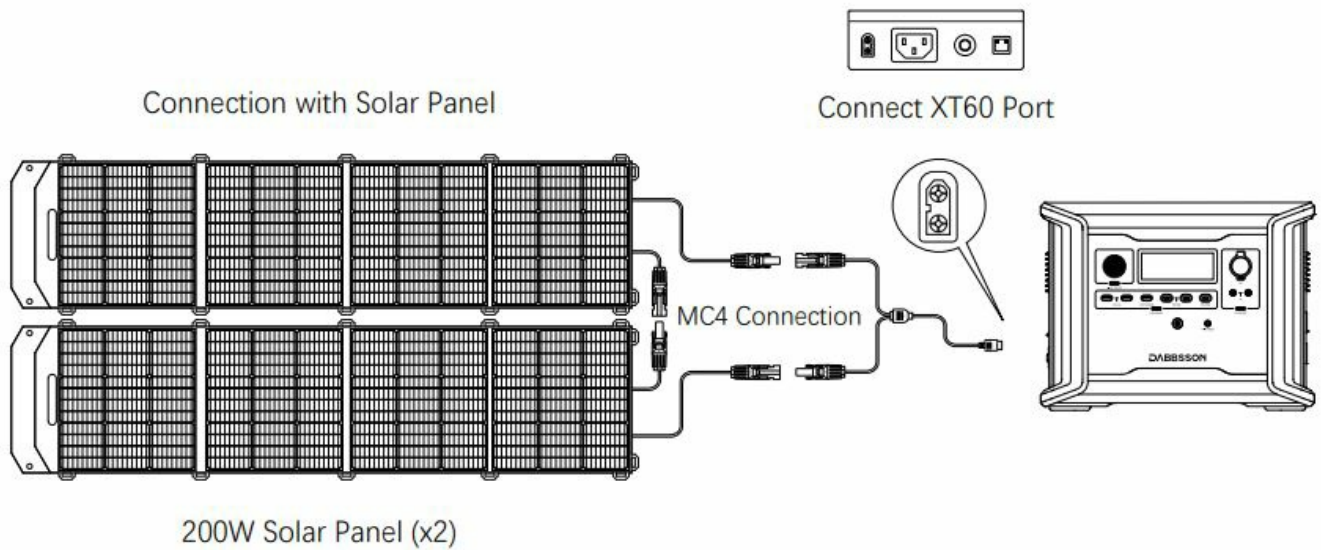 Connection with Solar Panel
Connect XT60 Port
MC4 Connection
DABBSSON
200W Solar Panel (x2)